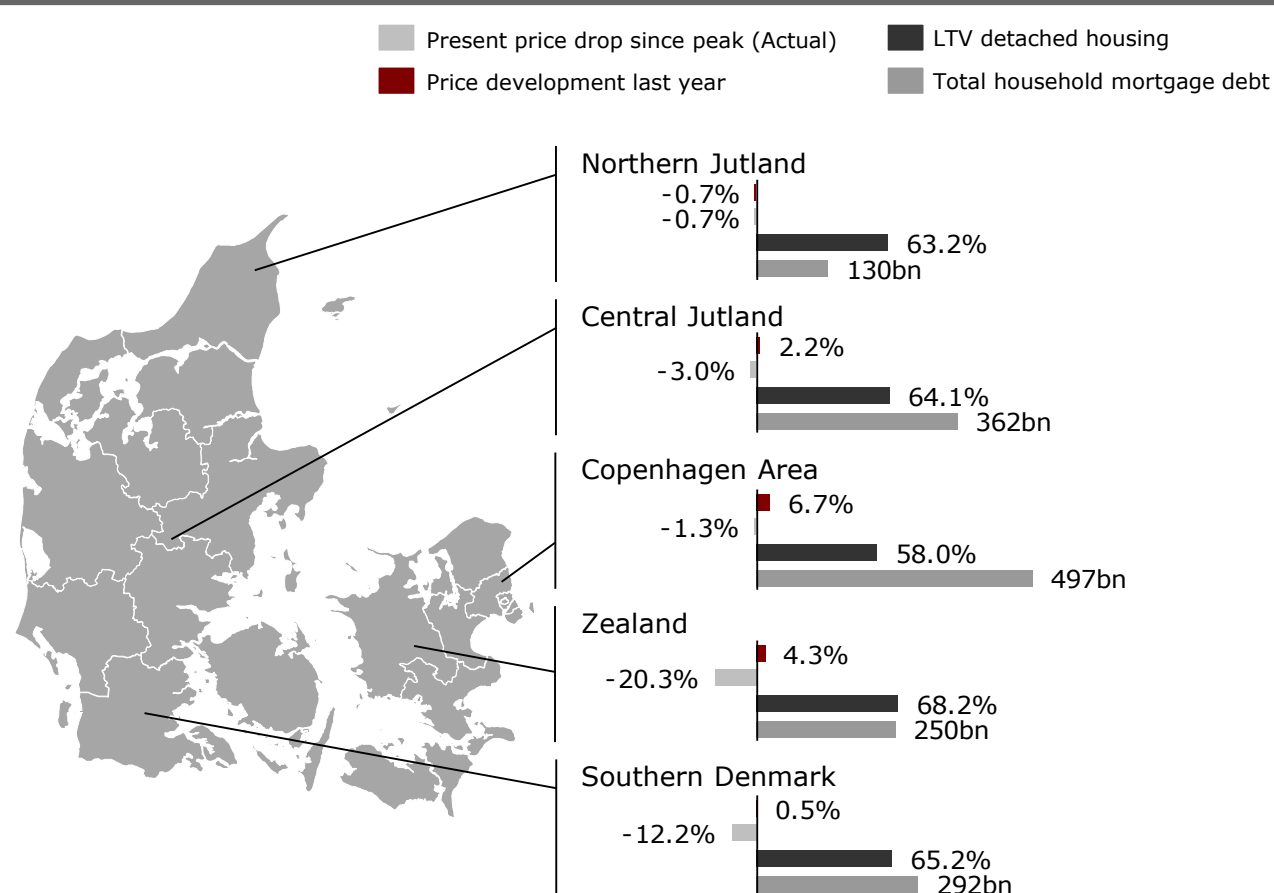 Present price drop since peak (Actual)
LTV detached housing
Price development last year
Total household mortgage debt
Northern Jutland
-0.7%
-0.7%
63.2%
130bn
Central Jutland
2.2%
-3.0%
64.1%
362bn
Copenhagen Area
6.7%
-1.3%
58.0%
497bn
Zealand
4.3%
-20.3%
68.2%
250bn
Southern Denmark
0.5%
-12.2%
65.2%
292bn